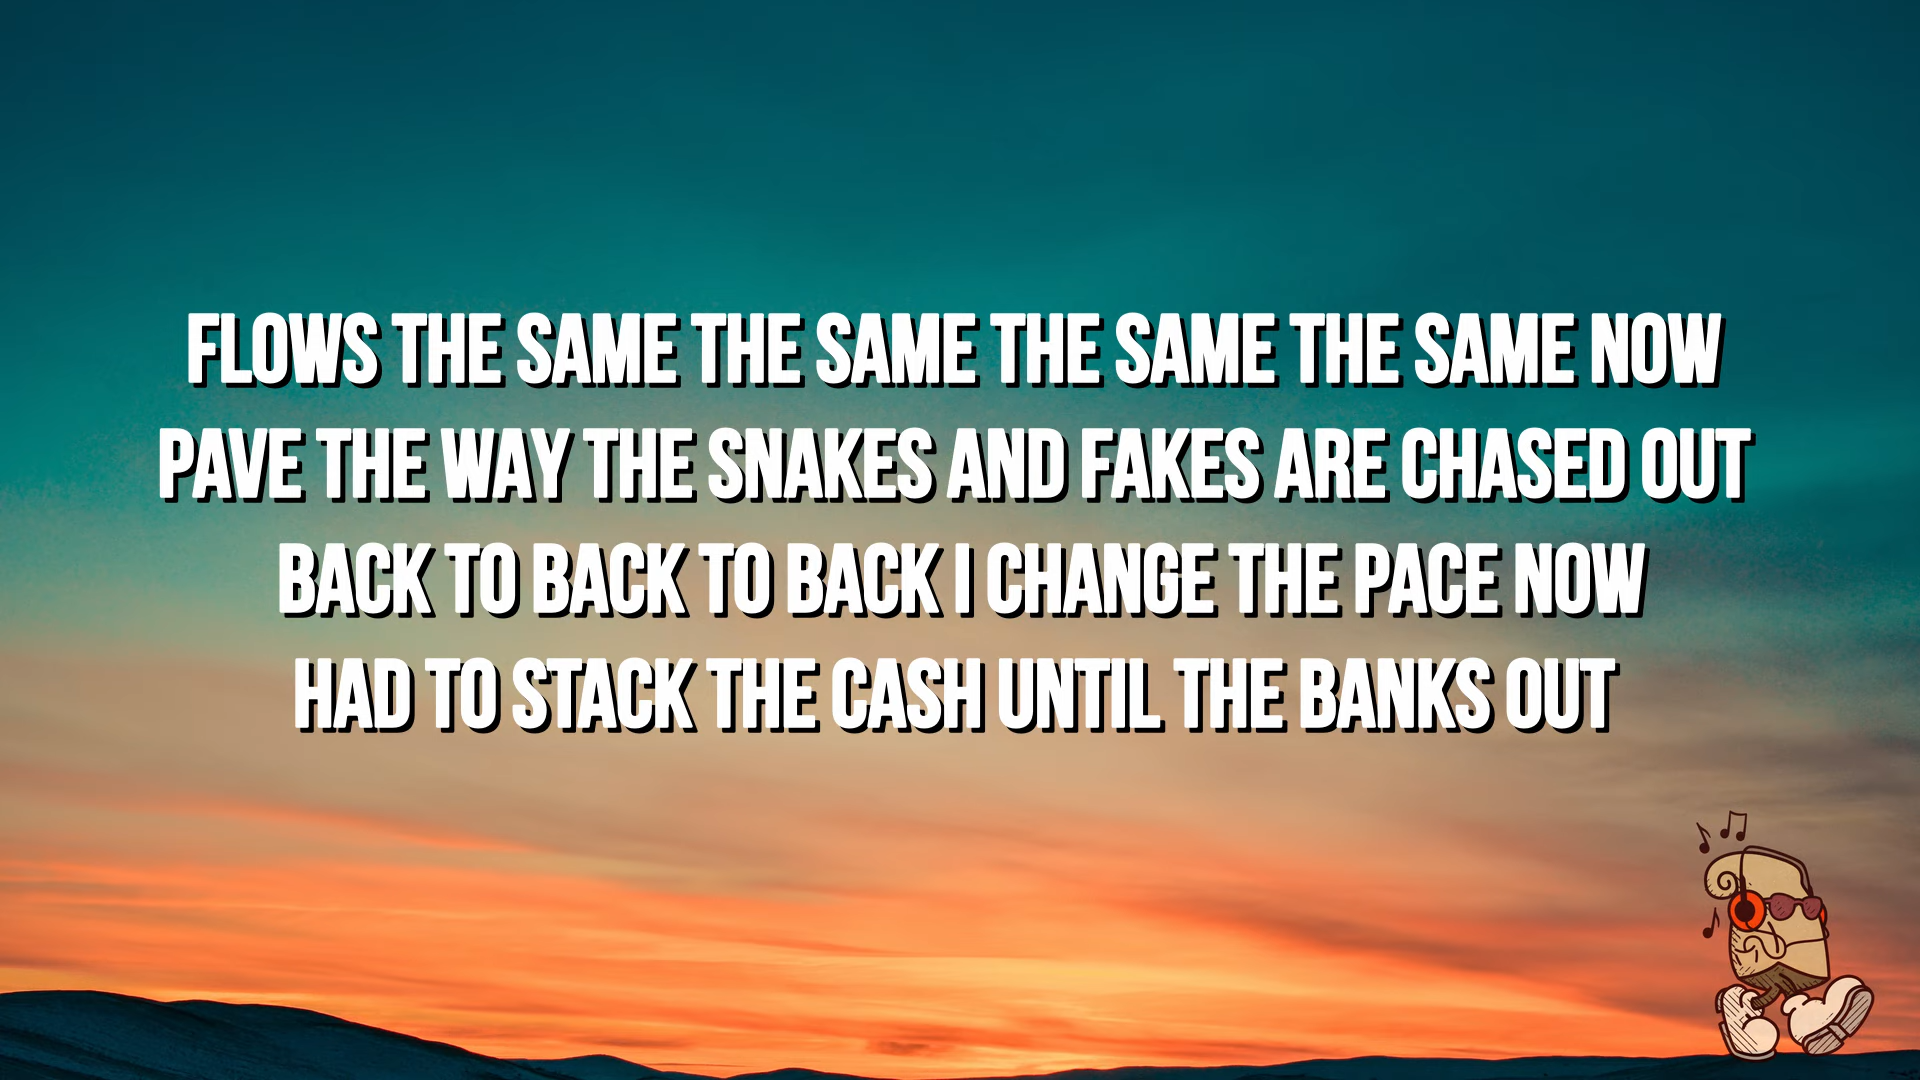 FLOWS THE SAME THE SAME THE SAME THE SAME NOW
PAVE THE WAY THE SNAKES AND FAKES ARE CHASED OUT
BACK TO BACK TO BACK I CHANGE THE PACE NOW
HAD TO STACK THE CASH UNTIL THE BANKS OUT